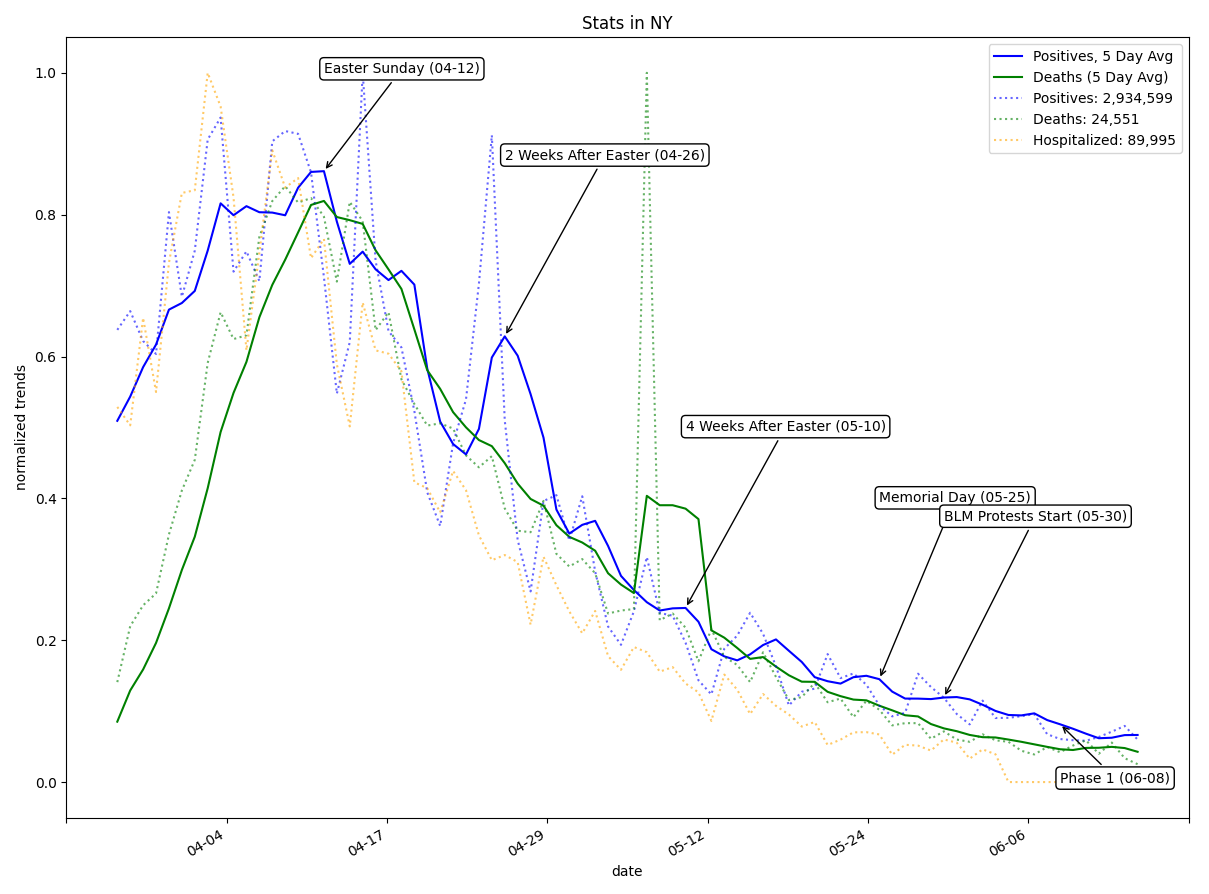 Stats in NY
Easter Sunday (04-12)
2 Weeks After Easter (04-26)
4 Weeks After Easter (05-10)
Memorial Day (05-25)
BLM Protests Start (05-30)
Phase 1 (06-08)
Positives, 5 Day Avg
Deaths (5 Day Avg)
Positives: 2,934,599
Deaths: 24,551
Hospitalized: 89,995
normalized trends
1.0
0.8
0.6
0.4
0.2
0.0
04-04
04-17
04-29
05-12
05-24
06-06
date